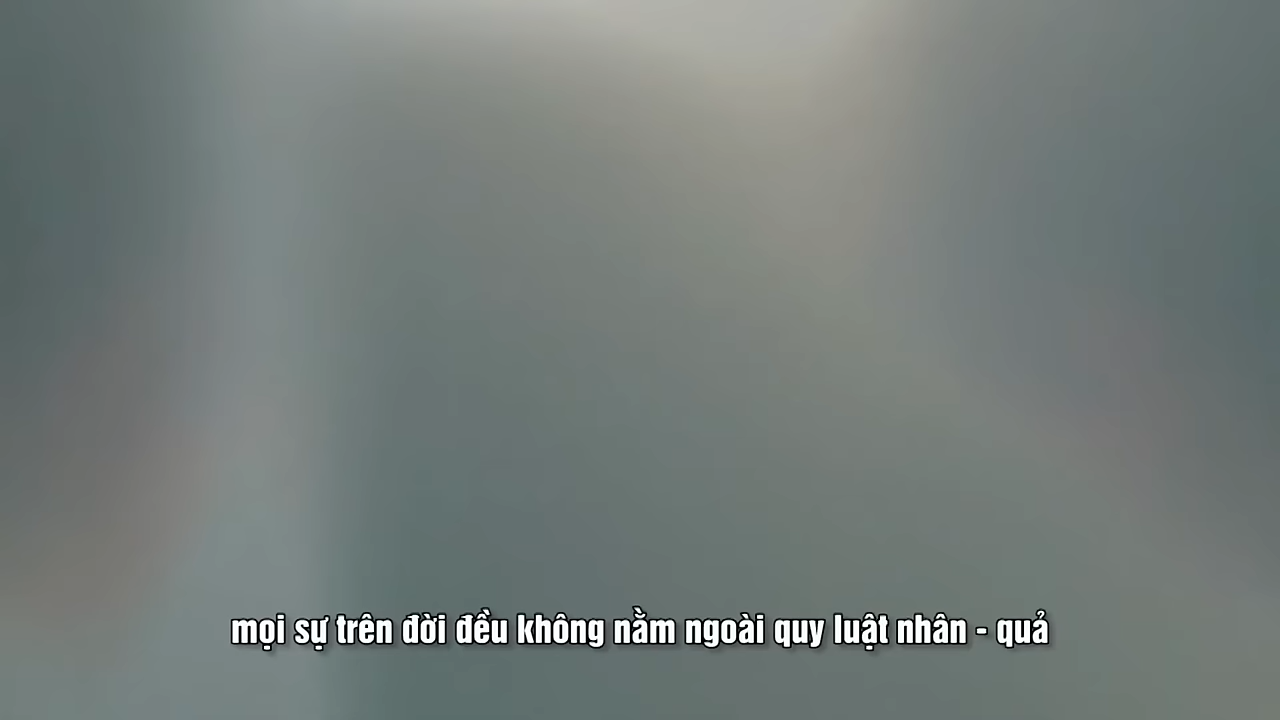 mọi sự trên đời đều không nằm ngoài quy luật nhân - quả